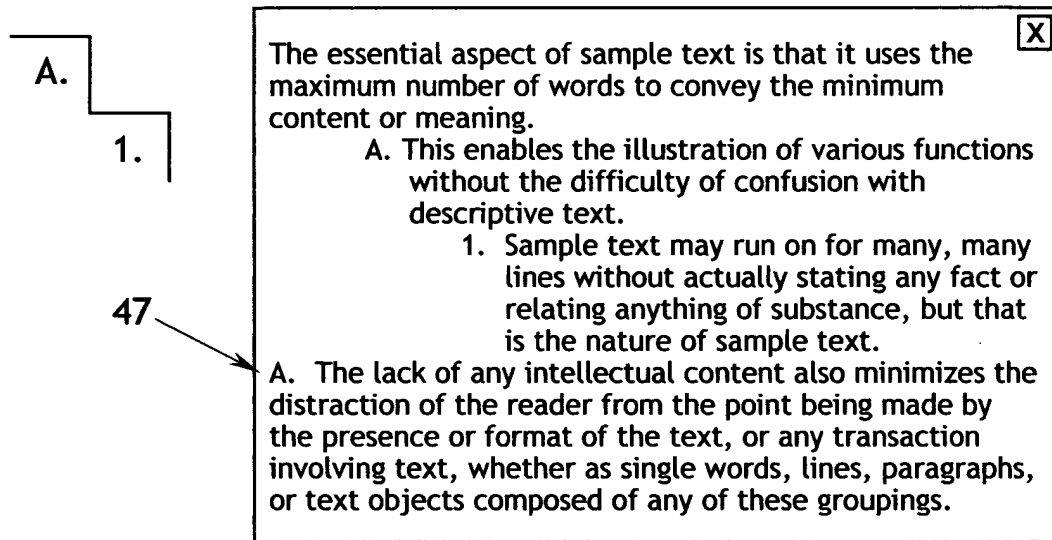 A.
1.
47
X
The essential aspect of sample text is that it uses the
maximum number of words to convey the minimum
content or meaning.
A. This enables the illustration of various functions
without the difficulty of confusion with
descriptive text.
1. Sample text may run on for many, many
lines without actually stating any fact or
relating anything of substance, but that
is the nature of sample text.
A. The lack of any intellectual content also minimizes the
distraction of the reader from the point being made by
the presence or format of the text, or any transaction
involving text, whether as single words, lines, paragraphs,
or text objects composed of any of these groupings.